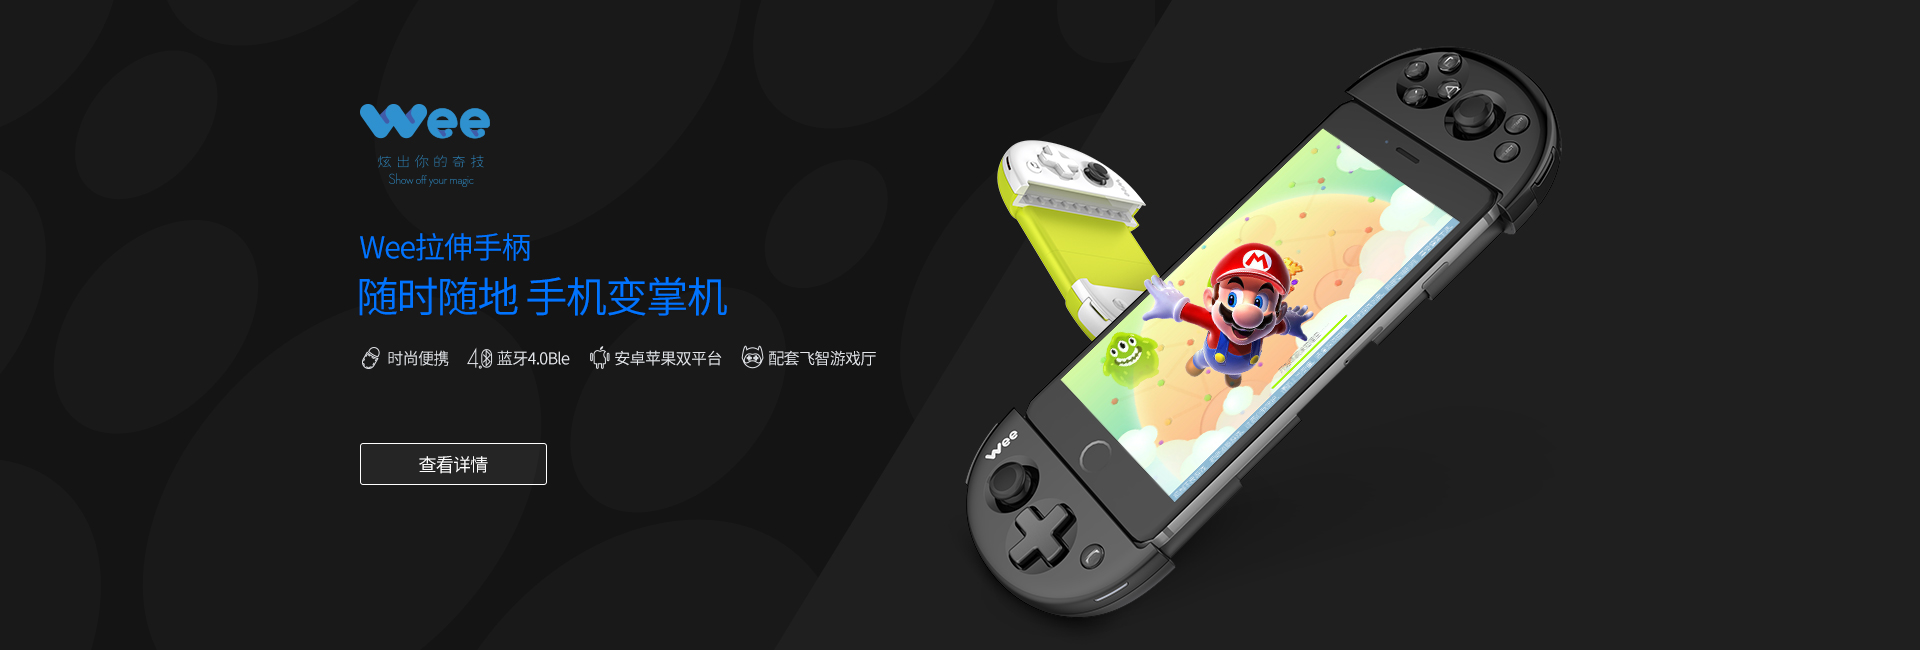 Wee
炫出你的奇技
Show off your magic
Wee拉伸手柄
随时随地 手机变掌机
时尚便携 4.0 蓝牙4.0Ble 安卓苹果双平台 配套飞智游戏厅
查看详情
M
Wee